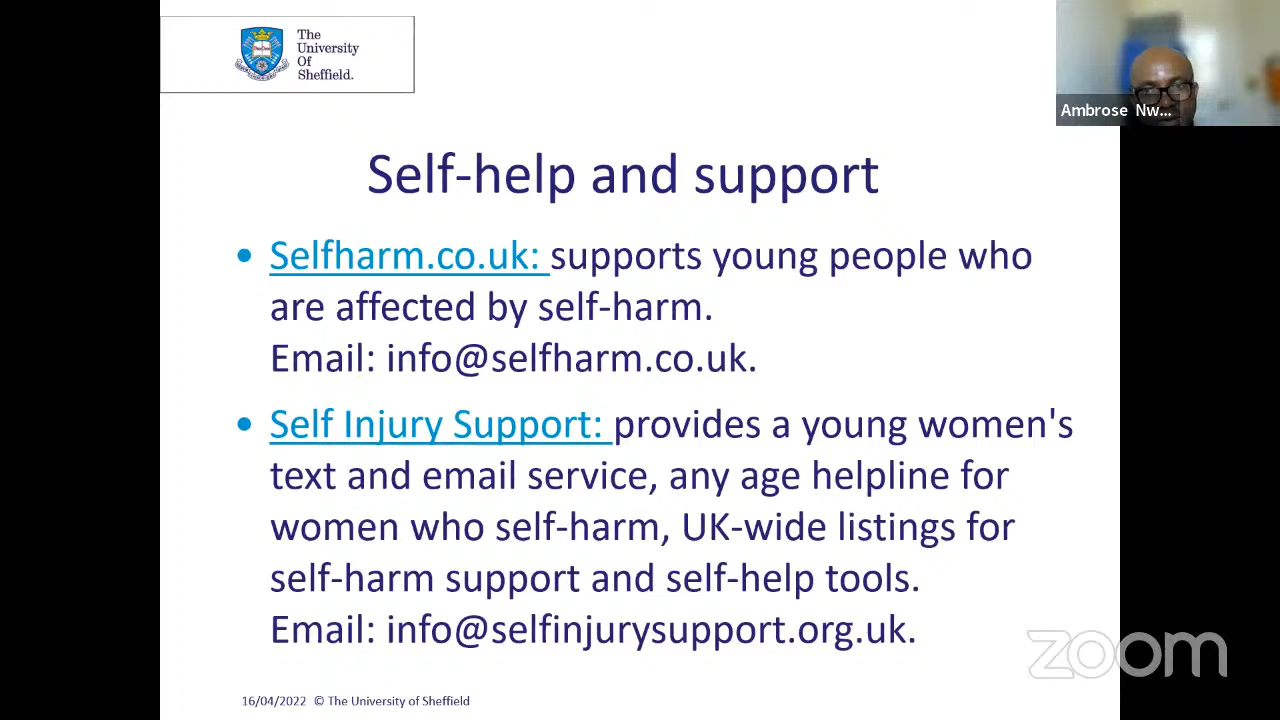 The
University
Of
Sheffield.
Ambrose Nw...
Self-help and support
• Selfharm.co.uk: supports young people who
are affected by self-harm.
Email: info@selfharm.co.uk.
• Self Injury Support: provides a young women's
text and email service, any age helpline for
women who self-harm, UK-wide listings for
self-harm support and self-help tools.
Email: info@selfinjurysupport.org.uk.
zoom
16/04/2022 © The University of Sheffield